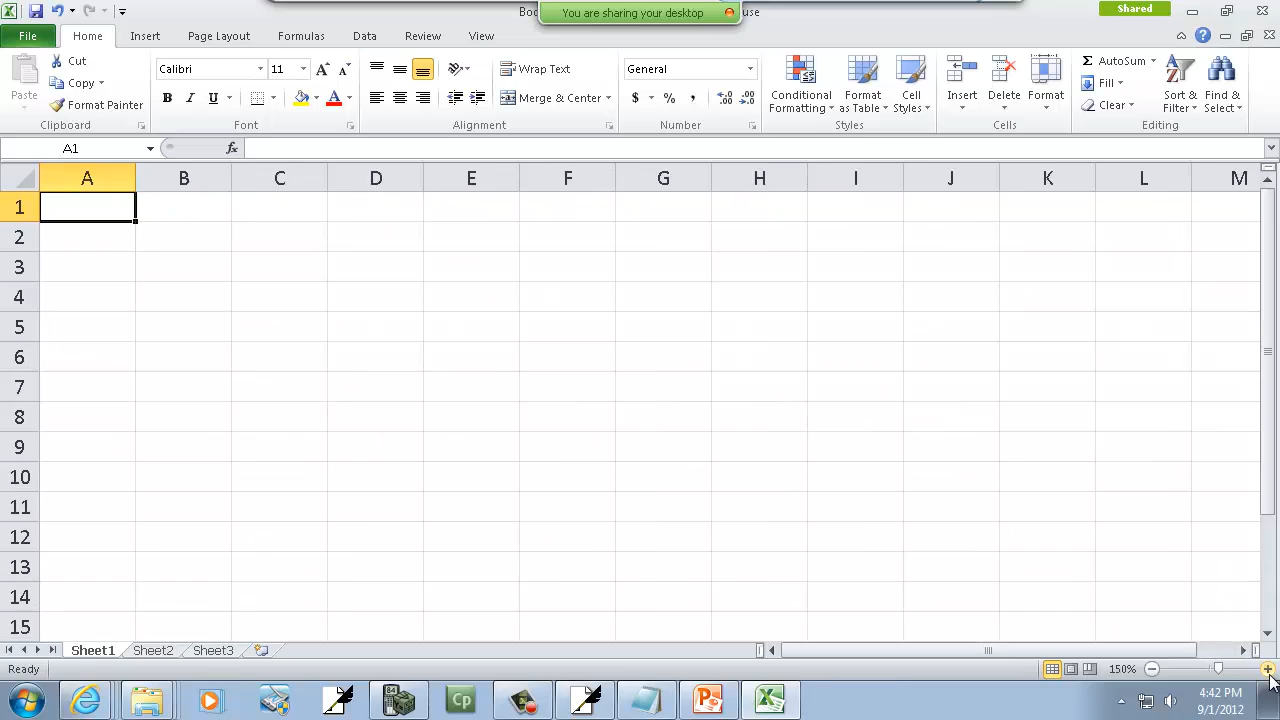 Boo
You are sharing your desktop
use
Shared
File Home Insert Page Layout Formulas Data Review View
Paste
Cut
Copy
Format Painter
Clipboard
Calibri 11
B I U
Font
Wrap Text
Merge & Center
Alignment
General
$ % ,
Number
Conditional Formatting
Format as Table
Cell Styles
Styles
Insert Delete Format
Cells
AutoSum
Fill
Clear
Sort & Filter
Find & Select
Editing
A1 fx
A B C D E F G H I J K L M
1
2
3
4
5
6
7
8
9
10
11
12
13
14
15
Sheet1 Sheet2 Sheet3
Ready 150%
Cp
4:42 PM
9/1/2012